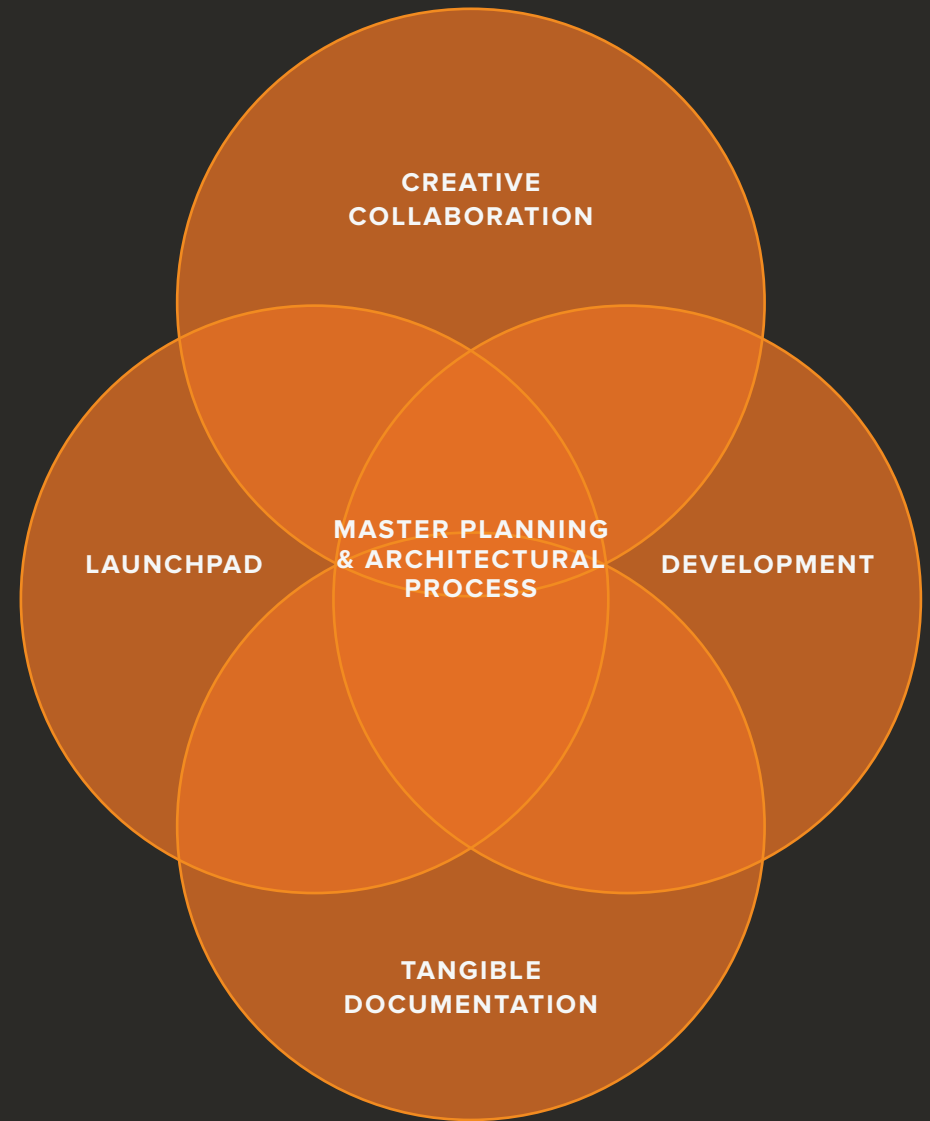 CREATIVE
COLLABORATION
MASTER PLANNING
& ARCHITECTURAL
PROCESS
LAUNCHPAD
DEVELOPMENT
TANGIBLE
DOCUMENTATION